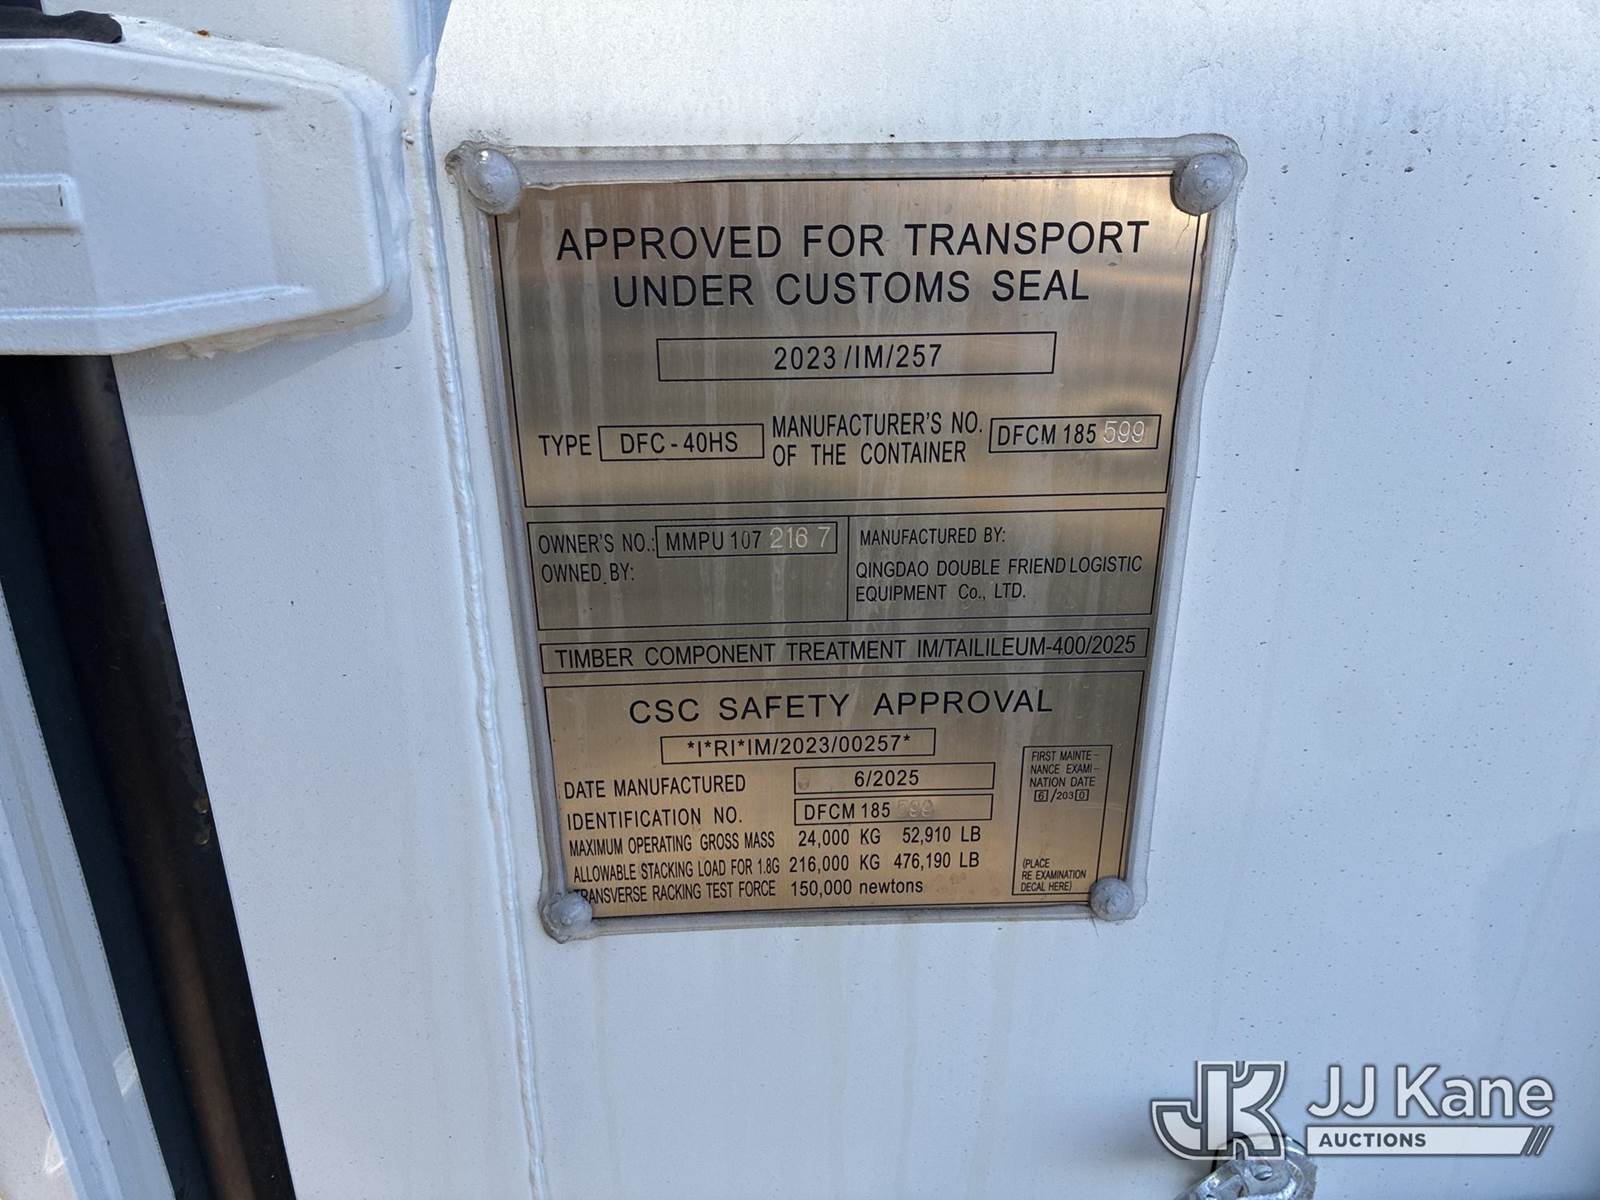 APPROVED FOR TRANSPORT
UNDER CUSTOMS SEAL
2023/IM/257
TYPE DFC-40HS MANUFACTURER'S NO. OF THE CONTAINER DFCM 185 599
OWNER'S NO.: MMPU 107 216 7
OWNED BY:
MANUFACTURED BY:
QINGDAO DOUBLE FRIEND LOGISTIC
EQUIPMENT Co., LTD.
TIMBER COMPONENT TREATMENT IM/TAILILEUM-400/2025
CSC SAFETY APPROVAL
*I*RI*IM/2023/00257*
DATE MANUFACTURED 6/2025
IDENTIFICATION NO. DFCM 185 599
MAXIMUM OPERATING GROSS MASS 24,000 KG 52,910 LB
ALLOWABLE STACKING LOAD FOR 1.8G 216,000 KG 476,190 LB
TRANSVERSE RACKING TEST FORCE 150,000 newtons
FIRST MAINTE-
NANCE EXAMI-
NATION DATE
6/2030
(PLACE
RE EXAMINATION
DECAL HERE)
JK JJ Kane
AUCTIONS